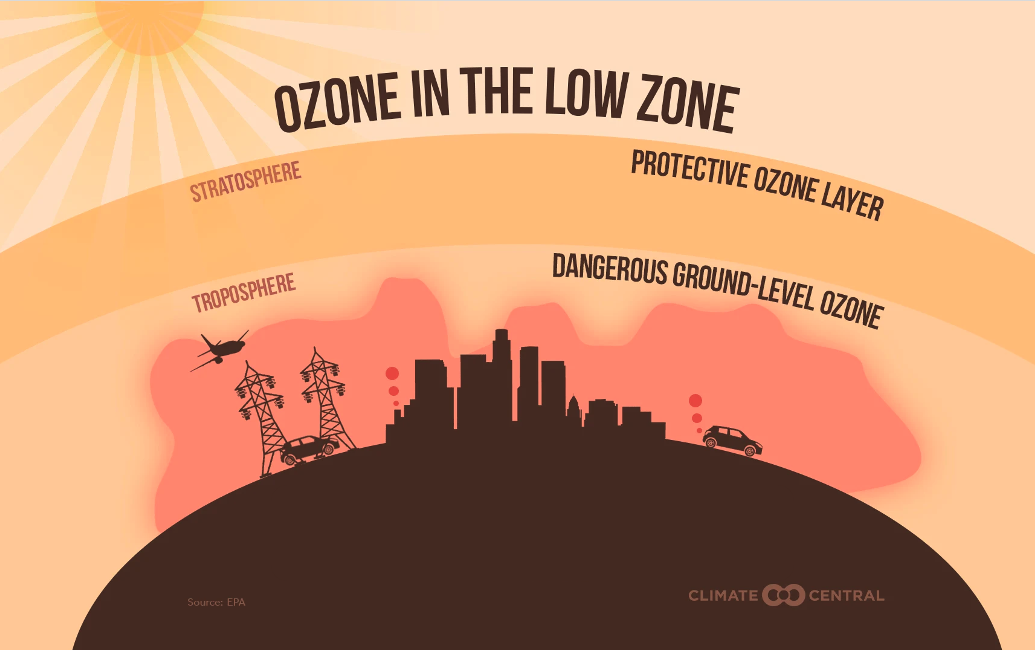 OZONE IN THE LOW ZONE
STRATOSPHERE
PROTECTIVE OZONE LAYER
TROPOSPHERE
DANGEROUS GROUND-LEVEL OZONE
Source: EPA
CLIMATE CENTRAL